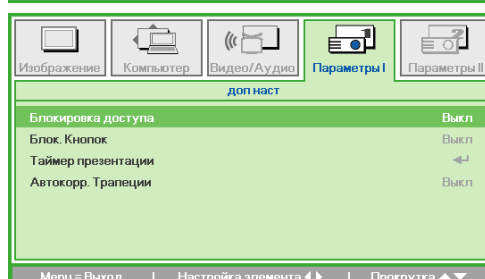 Изображение Компьютер Видео/Аудио Параметры I Параметры II
доп наст
Блокировка доступа Выкл
Блок. Кнопок Выкл
Таймер презентации
Автокорр. Трапеции Выкл
Menu = Выход | Настройка элемента | Прокрутка